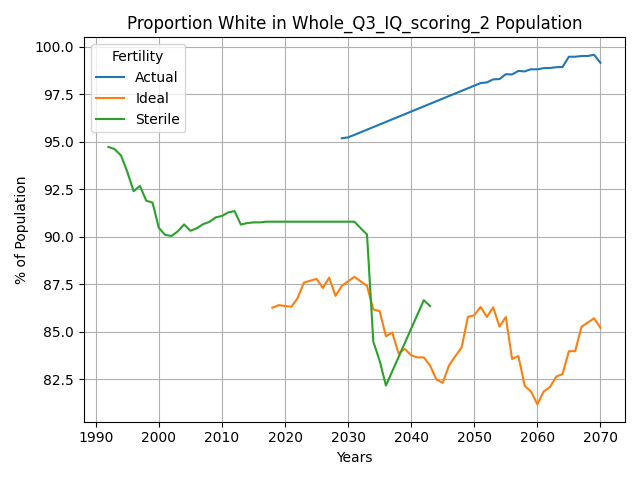 Proportion White in Whole_Q3_IQ_scoring_2 Population
Fertility
Actual
Ideal
Sterile
% of Population
100.0
97.5
95.0
92.5
90.0
87.5
85.0
82.5
1990 2000 2010 2020 2030 2040 2050 2060 2070
Years